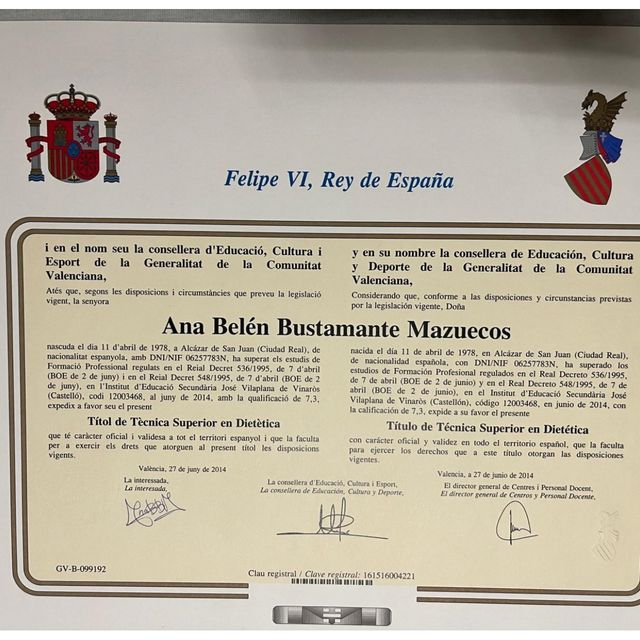 Felipe VI, Rey de España
i en el nom seu la consellera d'Educació, Cultura i
Esport de la Generalitat de la Comunitat
Valenciana,
Atés que, segons les disposicions i circumstàncies que preveu la legislació
vigent, la senyora
y en su nombre la consellera de Educación, Cultura
y Deporte de la Generalitat de la Comunitat
Valenciana,
Considerando que, conforme a las disposiciones y circunstancias previstas
por la legislación vigente, Doña
Ana Belén Bustamante Mazuecos
nascuda el dia 11 d'abril de 1978, a Alcázar de San Juan (Ciudad Real), de
nacionalitat espanyola, amb DNI/NIF 06257783N, ha superat els estudis de
Formació Professional regulats en el Reial Decret 536/1995, de 7 d'abril
(BOE de 2 de juny) i en el Reial Decret 548/1995, de 7 d'abril (BOE de 2
de juny), en l'Institut d'Educació Secundària José Vilaplana de Vinaròs
(Castelló), codi 12003468, al juny de 2014, amb la qualificació de 7,3,
expedix a favor seu el present
Títol de Tècnica Superior en Dietètica
que té caràcter oficial i validesa a tot el territori espanyol i que la faculta
per a exercir els drets que atorguen al present títol les disposicions
vigents.
València, 27 de juny de 2014
nacida el día 11 de abril de 1978, en Alcázar de San Juan (Ciudad Real),
de nacionalidad española, con DNI/NIF 06257783N, ha superado los
estudios de Formación Profesional regulados en el Real Decreto 536/1995,
de 7 de abril (BOE de 2 de junio) y en el Real Decreto 548/1995, de 7 de
abril (BOE de 2 de junio), en el Instituto de Educación Secundaria José
Vilaplana de Vinaròs (Castellón), código 12003468, en junio de 2014, con
la calificación de 7,3, expide a su favor el presente
Título de Técnica Superior en Dietética
con carácter oficial y validez en todo el territorio español, que la faculta
para ejercer los derechos que a este título otorgan las disposiciones
vigentes.
Valencia, a 27 de junio de 2014
La interessada,
La interesada,
La consellera d'Educació, Cultura i Esport,
La consellera de Educación, Cultura y Deporte,
El director general de Centres i Personal Docent,
El director general de Centros y Personal Docente,
GV-B-099192
Clau registral / Clave registral: 161516004221